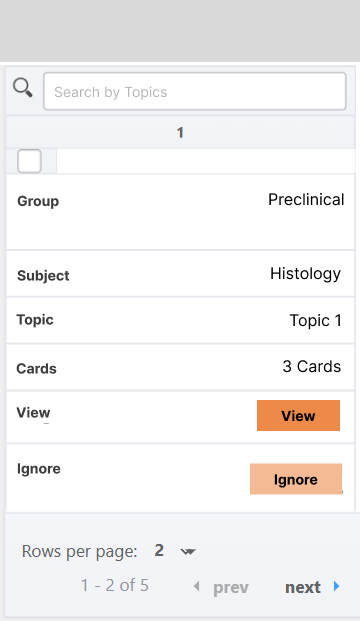 Search by Topics
1
Group Preclinical
Subject Histology
Topic Topic 1
Cards 3 Cards
View View
Ignore Ignore
Rows per page: 2
1 - 2 of 5 prev next